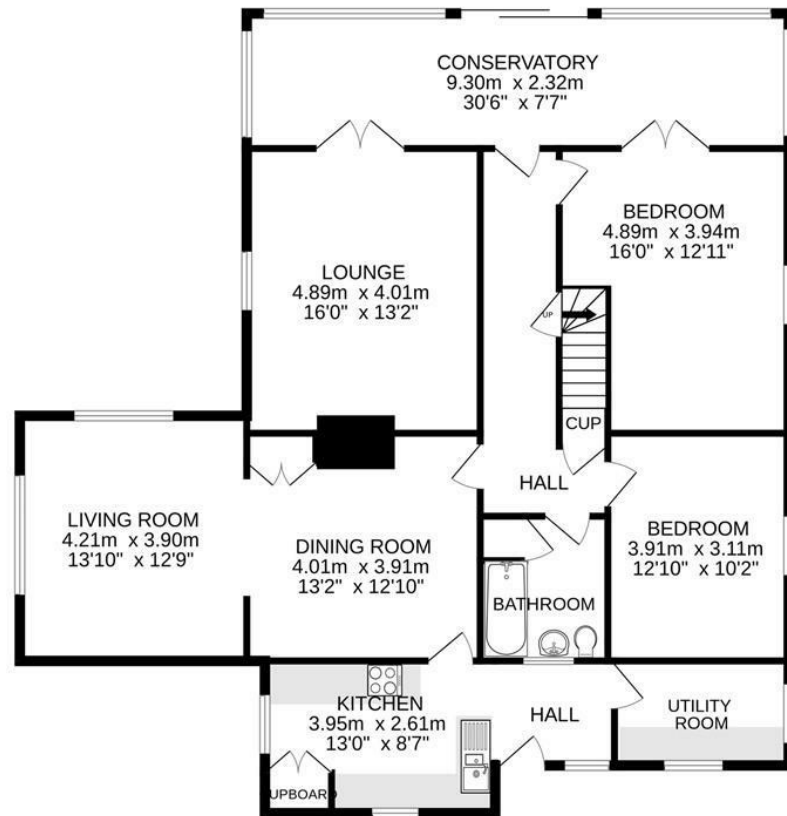 CONSERVATORY
9.30m x 2.32m
30'6" x 7'7"
BEDROOM
4.89m x 3.94m
16'0" x 12'11"
LOUNGE
4.89m x 4.01m
16'0" x 13'2"
UP
CUP
HALL
LIVING ROOM
4.21m x 3.90m
13'10" x 12'9"
DINING ROOM
4.01m x 3.91m
13'2" x 12'10"
BEDROOM
3.91m x 3.11m
12'10" x 10'2"
BATHROOM
KITCHEN
3.95m x 2.61m
13'0" x 8'7"
HALL
UTILITY
ROOM
UPBOARD